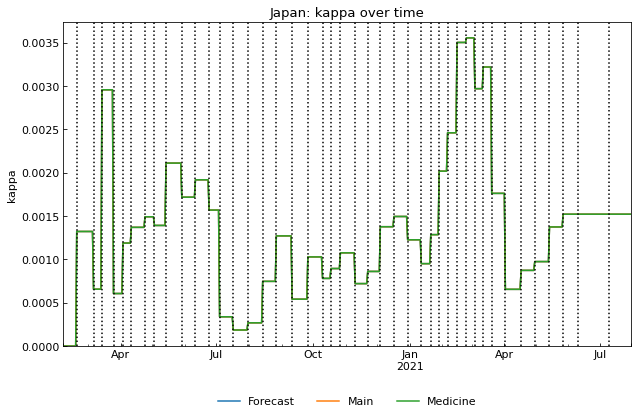 Japan: kappa over time
0.0035
0.0030
0.0025
0.0020
0.0015
0.0010
0.0005
0.0000
kappa
Apr Jul Oct Jan Apr Jul
2021
Forecast Main Medicine